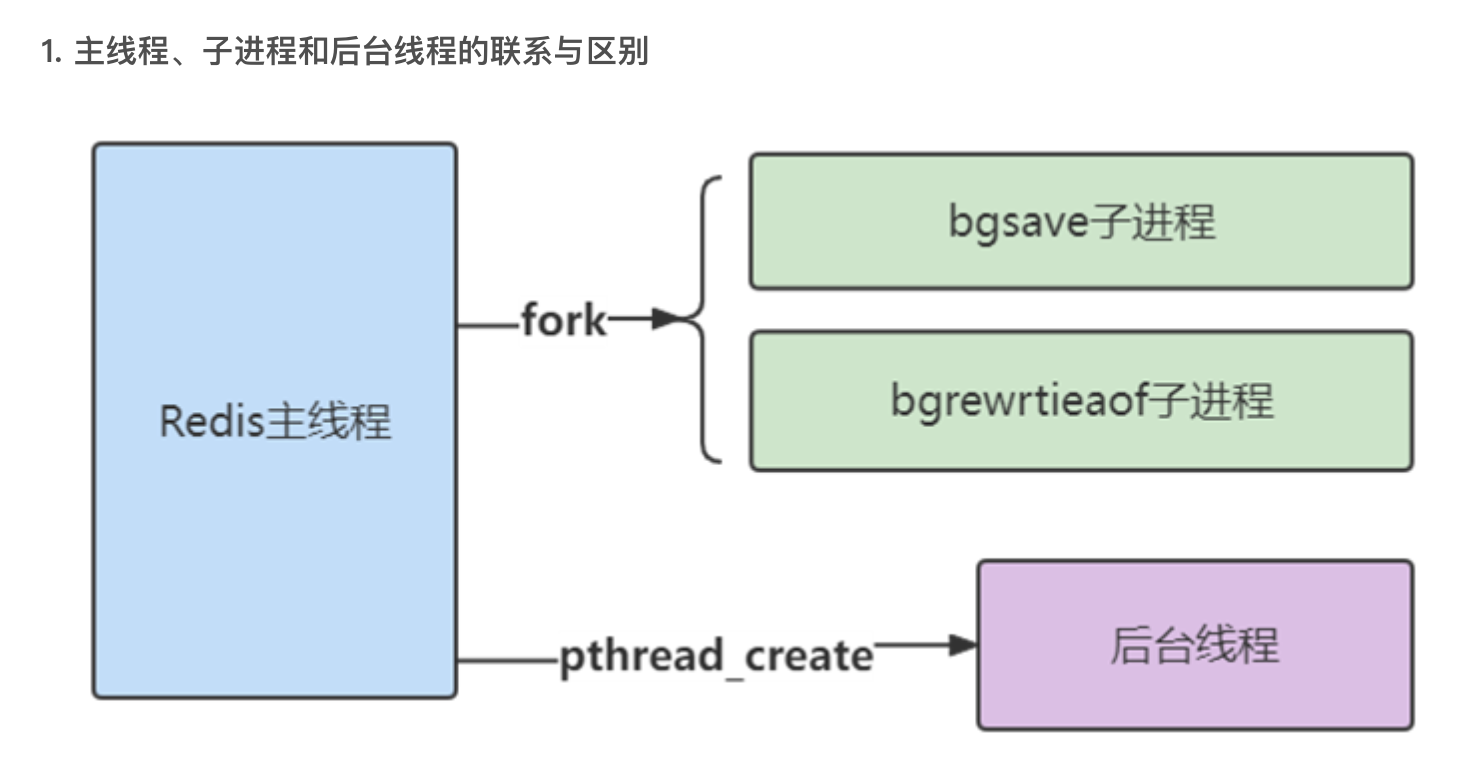 1. 主线程、子进程和后台线程的联系与区别
bgsave子进程
fork
bgrewrtieaof子进程
Redis主线程
pthread_create
后台线程